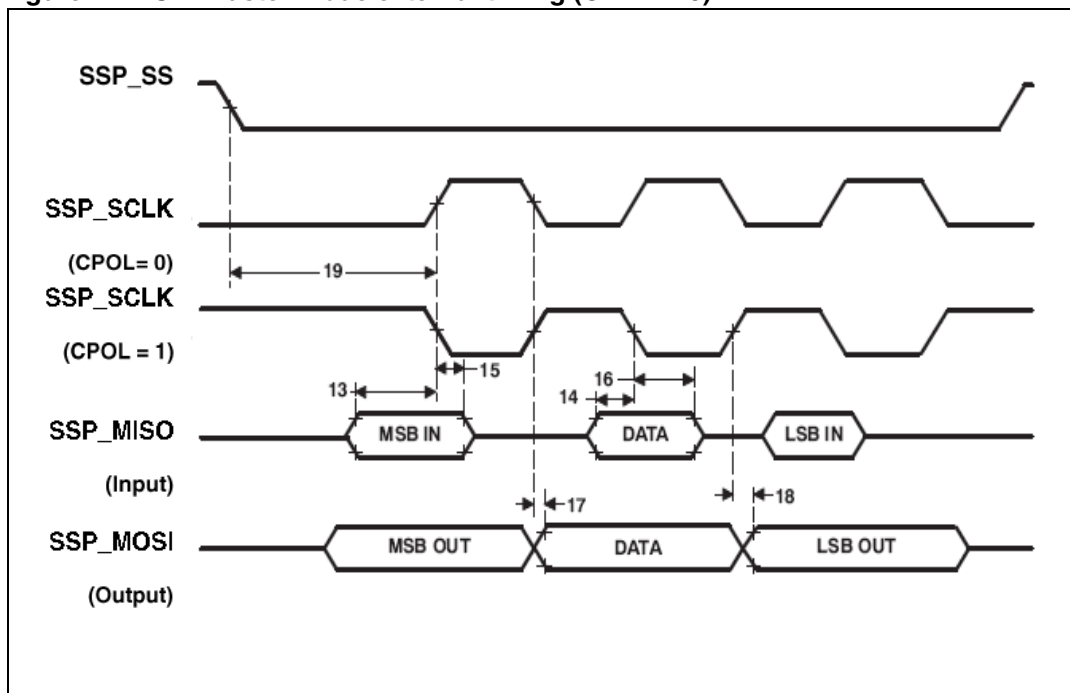 SSP_SS
SSP_SCLK
(CPOL= 0)
19
SSP_SCLK
(CPOL = 1)
15
13
16
14
SSP_MISO
MSB IN
DATA
LSB IN
(Input)
17
18
SSP_MOSI
MSB OUT
DATA
LSB OUT
(Output)